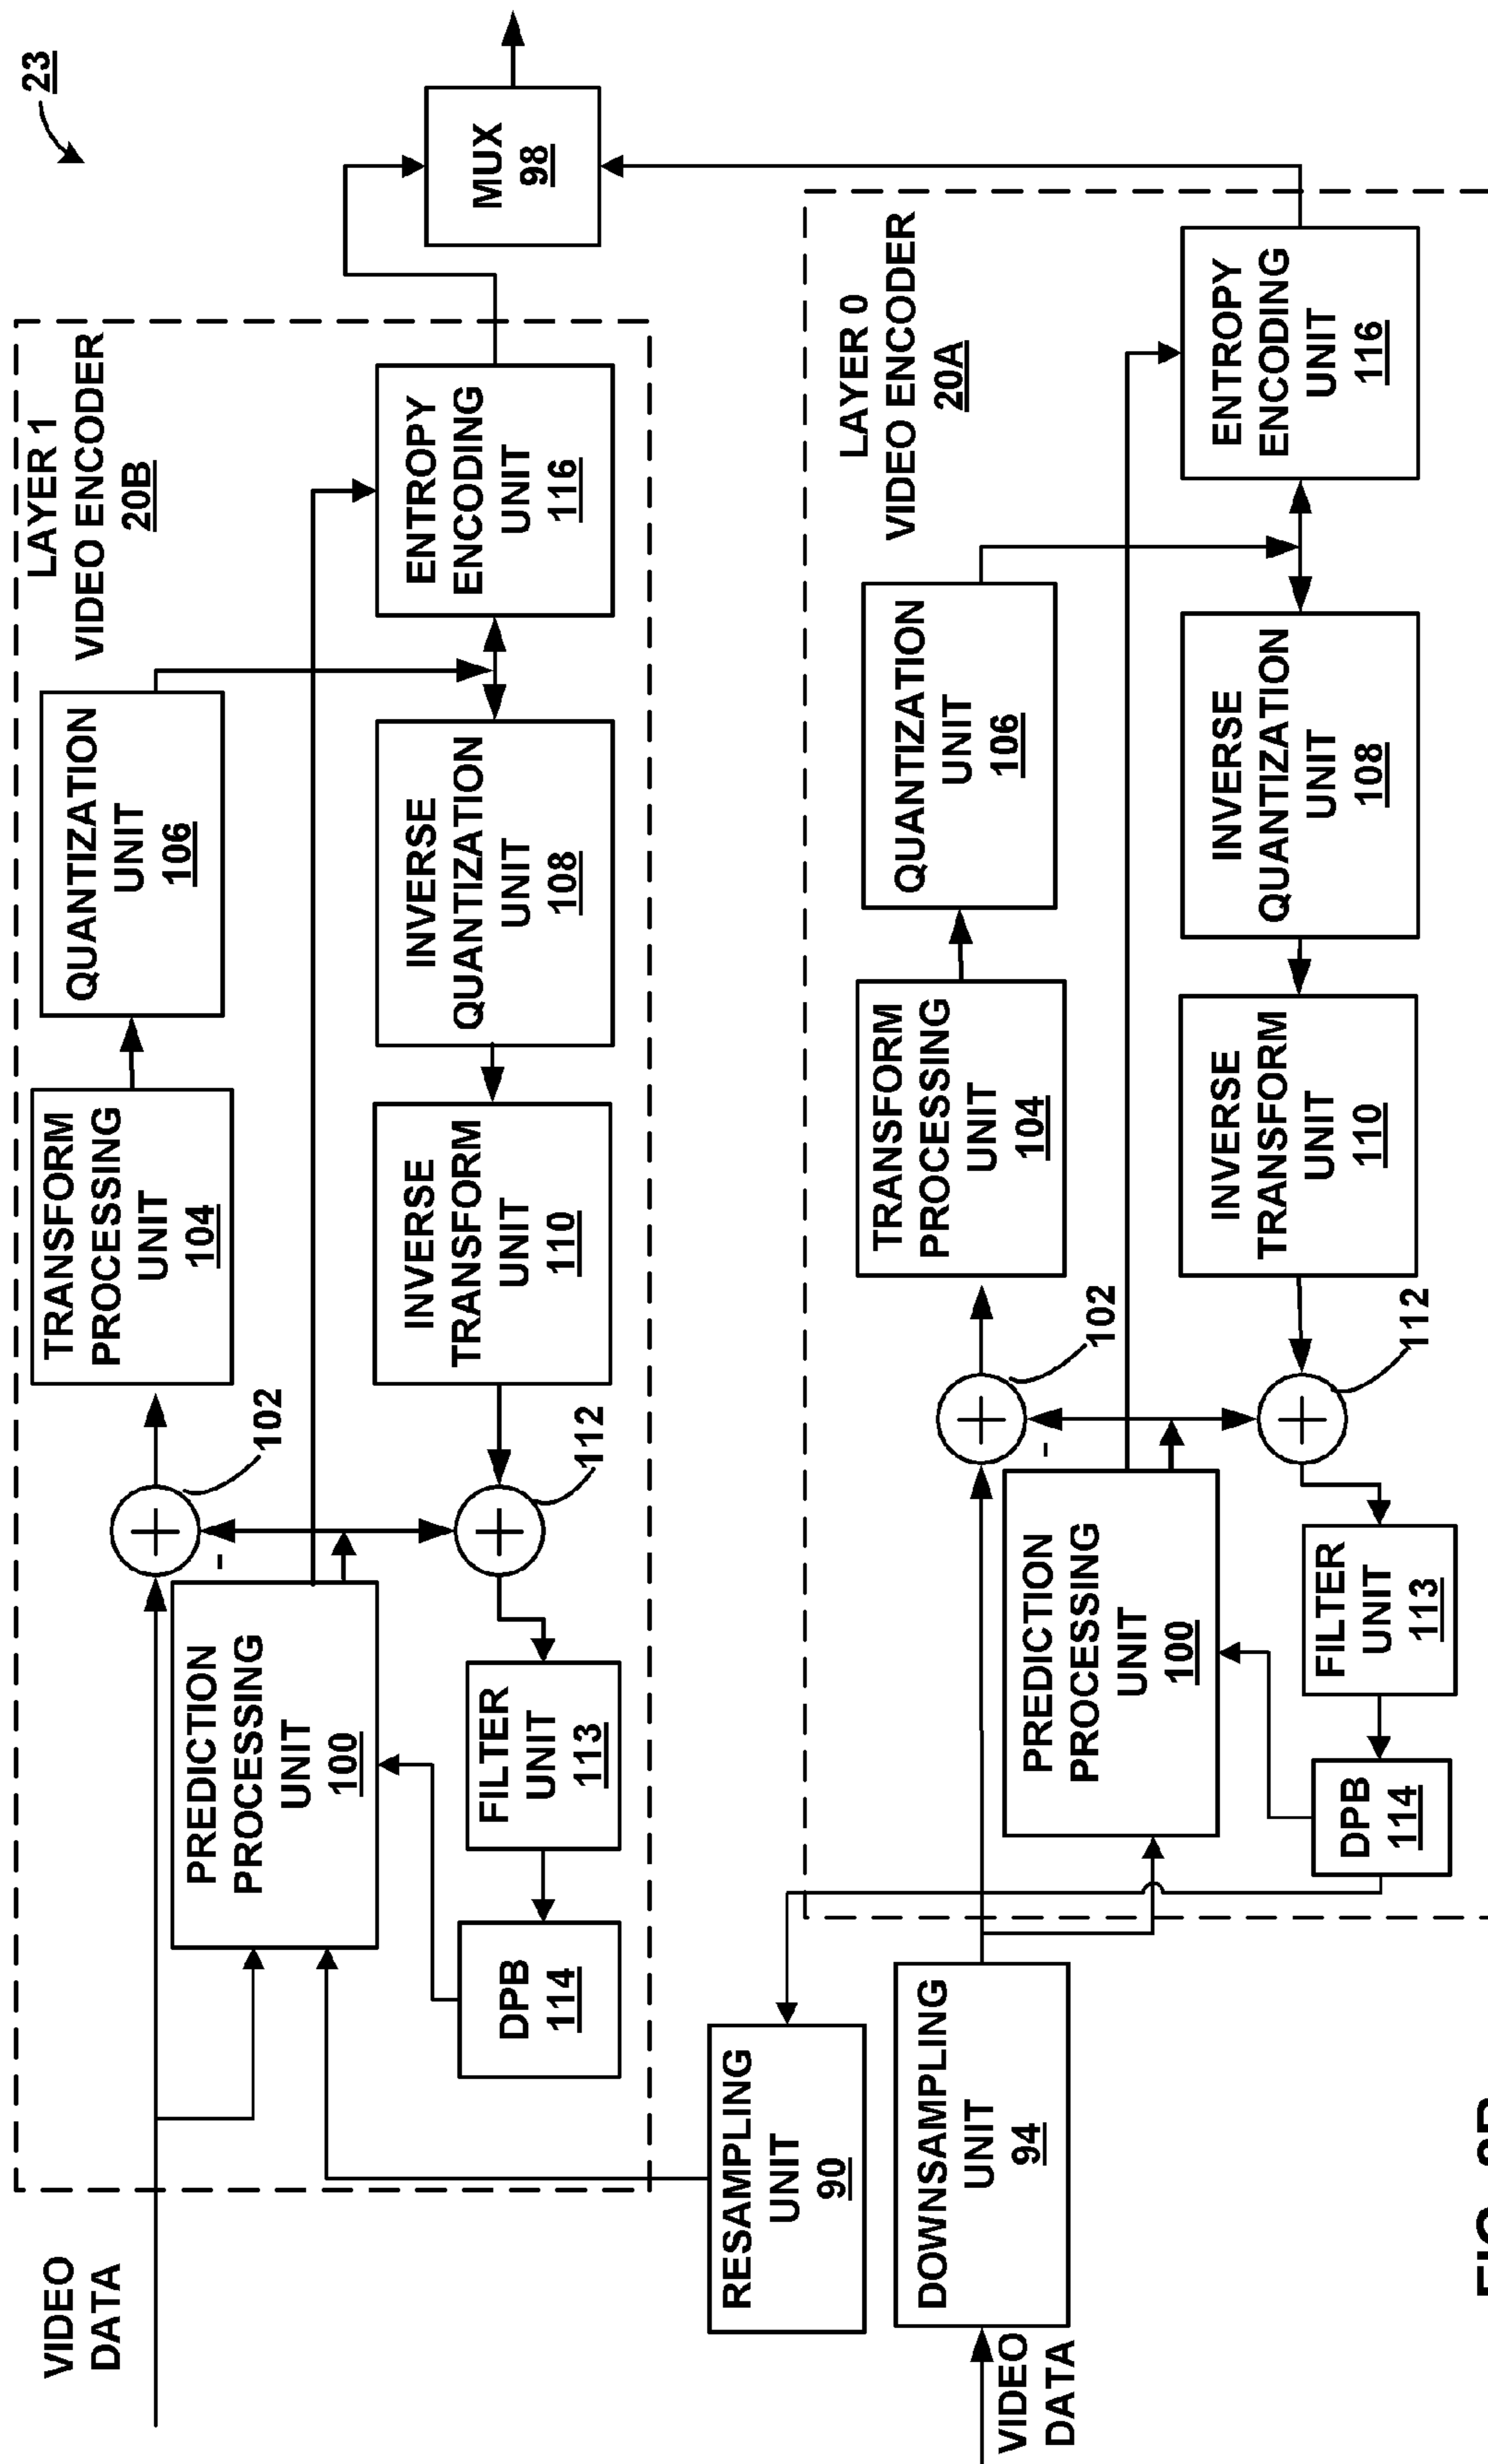 23
LAYER 1
VIDEO ENCODER
20B
VIDEO
DATA
102
TRANSFORM
PROCESSING
UNIT
104
QUANTIZATION
UNIT
106
-
PREDICTION
PROCESSING
UNIT
100
112
INVERSE
TRANSFORM
UNIT
110
INVERSE
QUANTIZATION
UNIT
108
ENTROPY
ENCODING
UNIT
116
FILTER
UNIT
113
DPB
114
MUX
98
RESAMPLING
UNIT
90
LAYER 0
VIDEO ENCODER
20A
VIDEO
DATA
DOWNSAMPLING
UNIT
94
102
TRANSFORM
PROCESSING
UNIT
104
QUANTIZATION
UNIT
106
-
PREDICTION
PROCESSING
UNIT
100
112
INVERSE
TRANSFORM
UNIT
110
INVERSE
QUANTIZATION
UNIT
108
ENTROPY
ENCODING
UNIT
116
FILTER
UNIT
113
DPB
114
FIG.